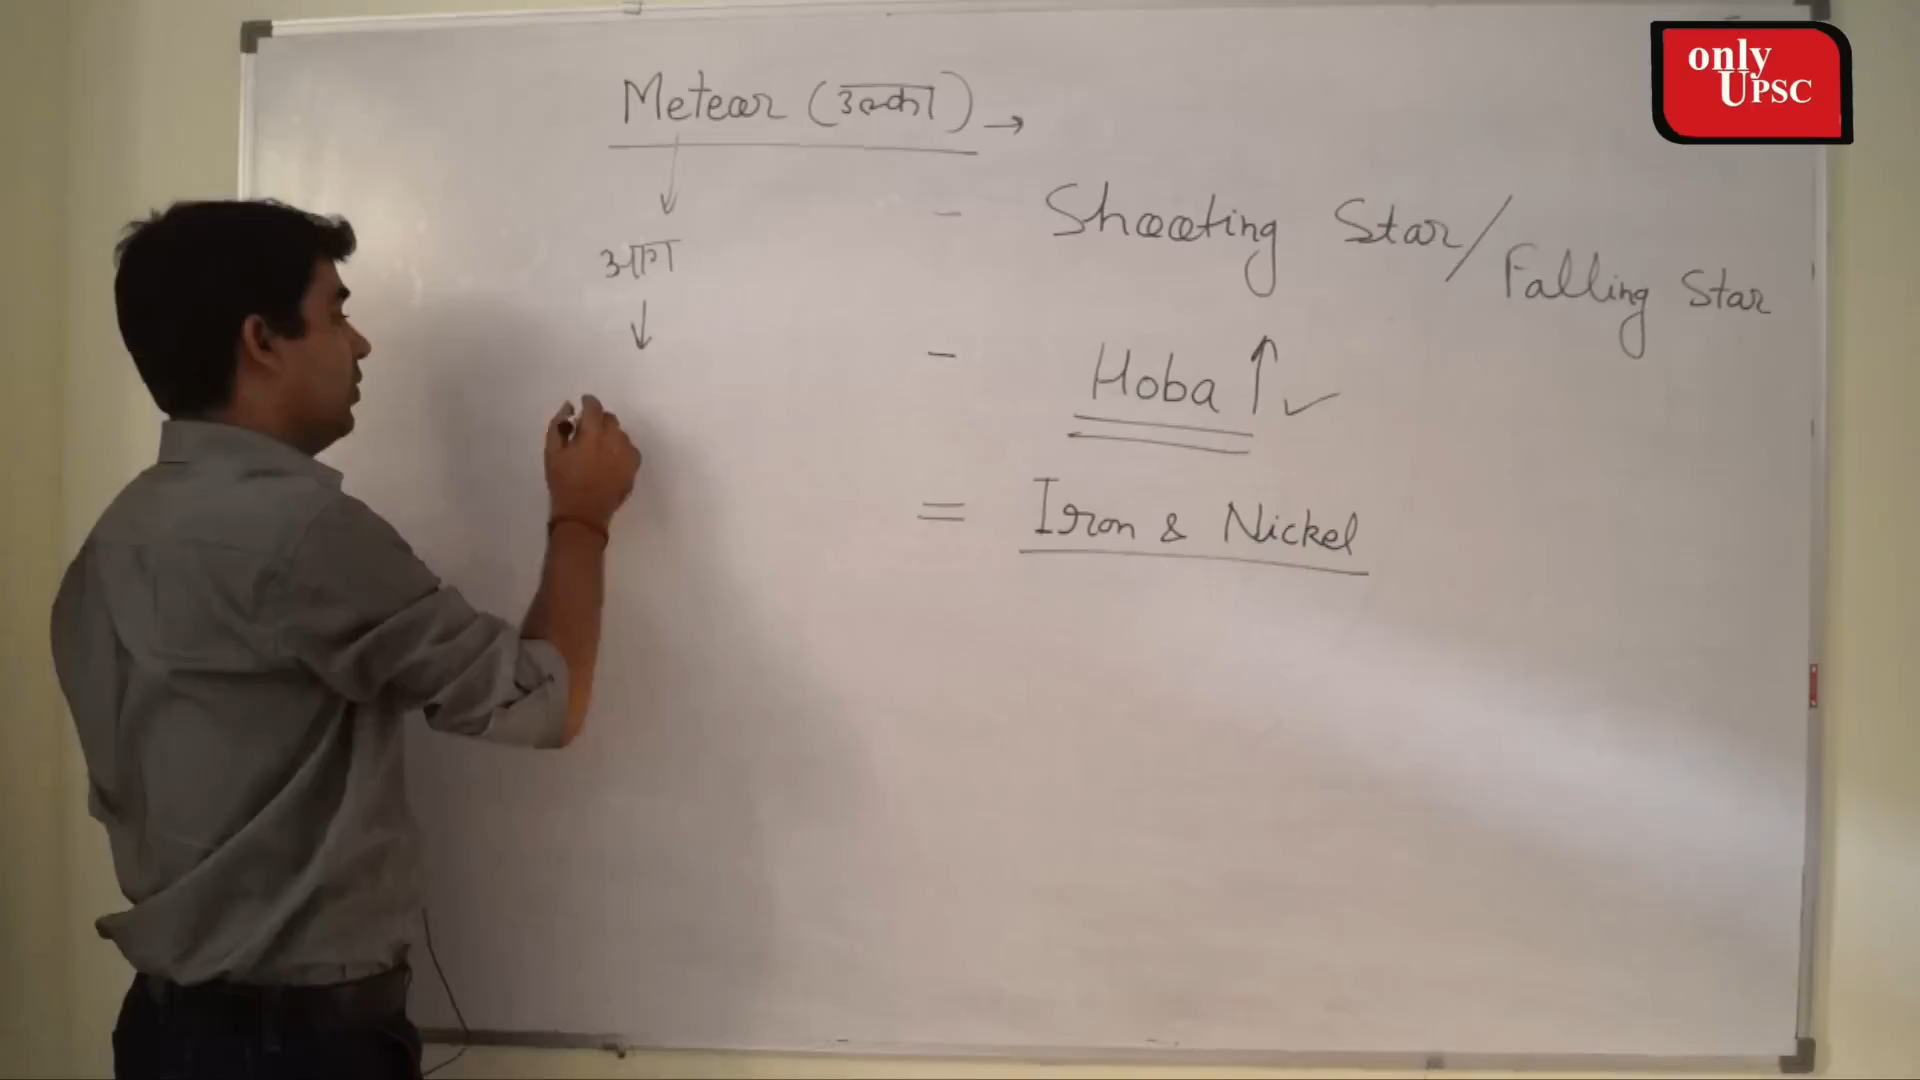 only
UPSC
Meteor (उल्का) →
↓
आग
↓
- Shooting Star/
Falling Star
- Hoba ↑ ✓
= Iron & Nickel